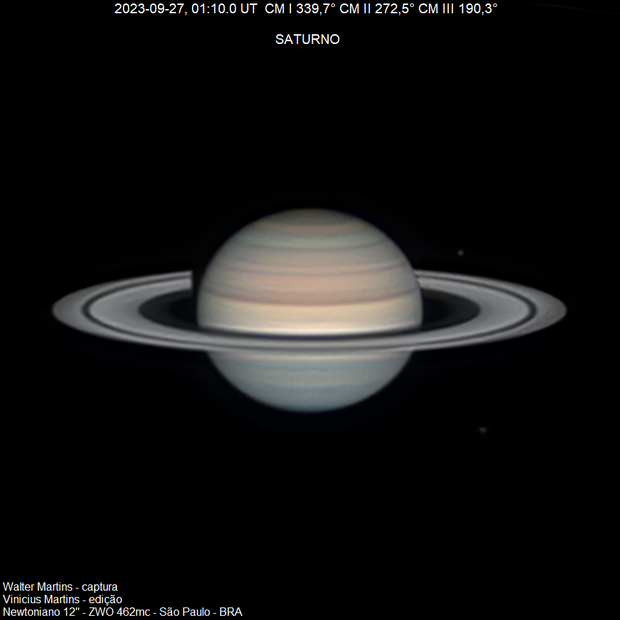 2023-09-27, 01:10.0 UT  CM I 339,7° CM II 272,5° CM III 190,3°
SATURNO
Walter Martins - captura
Vinicius Martins - edição
Newtoniano 12" - ZWO 462mc - São Paulo - BRA